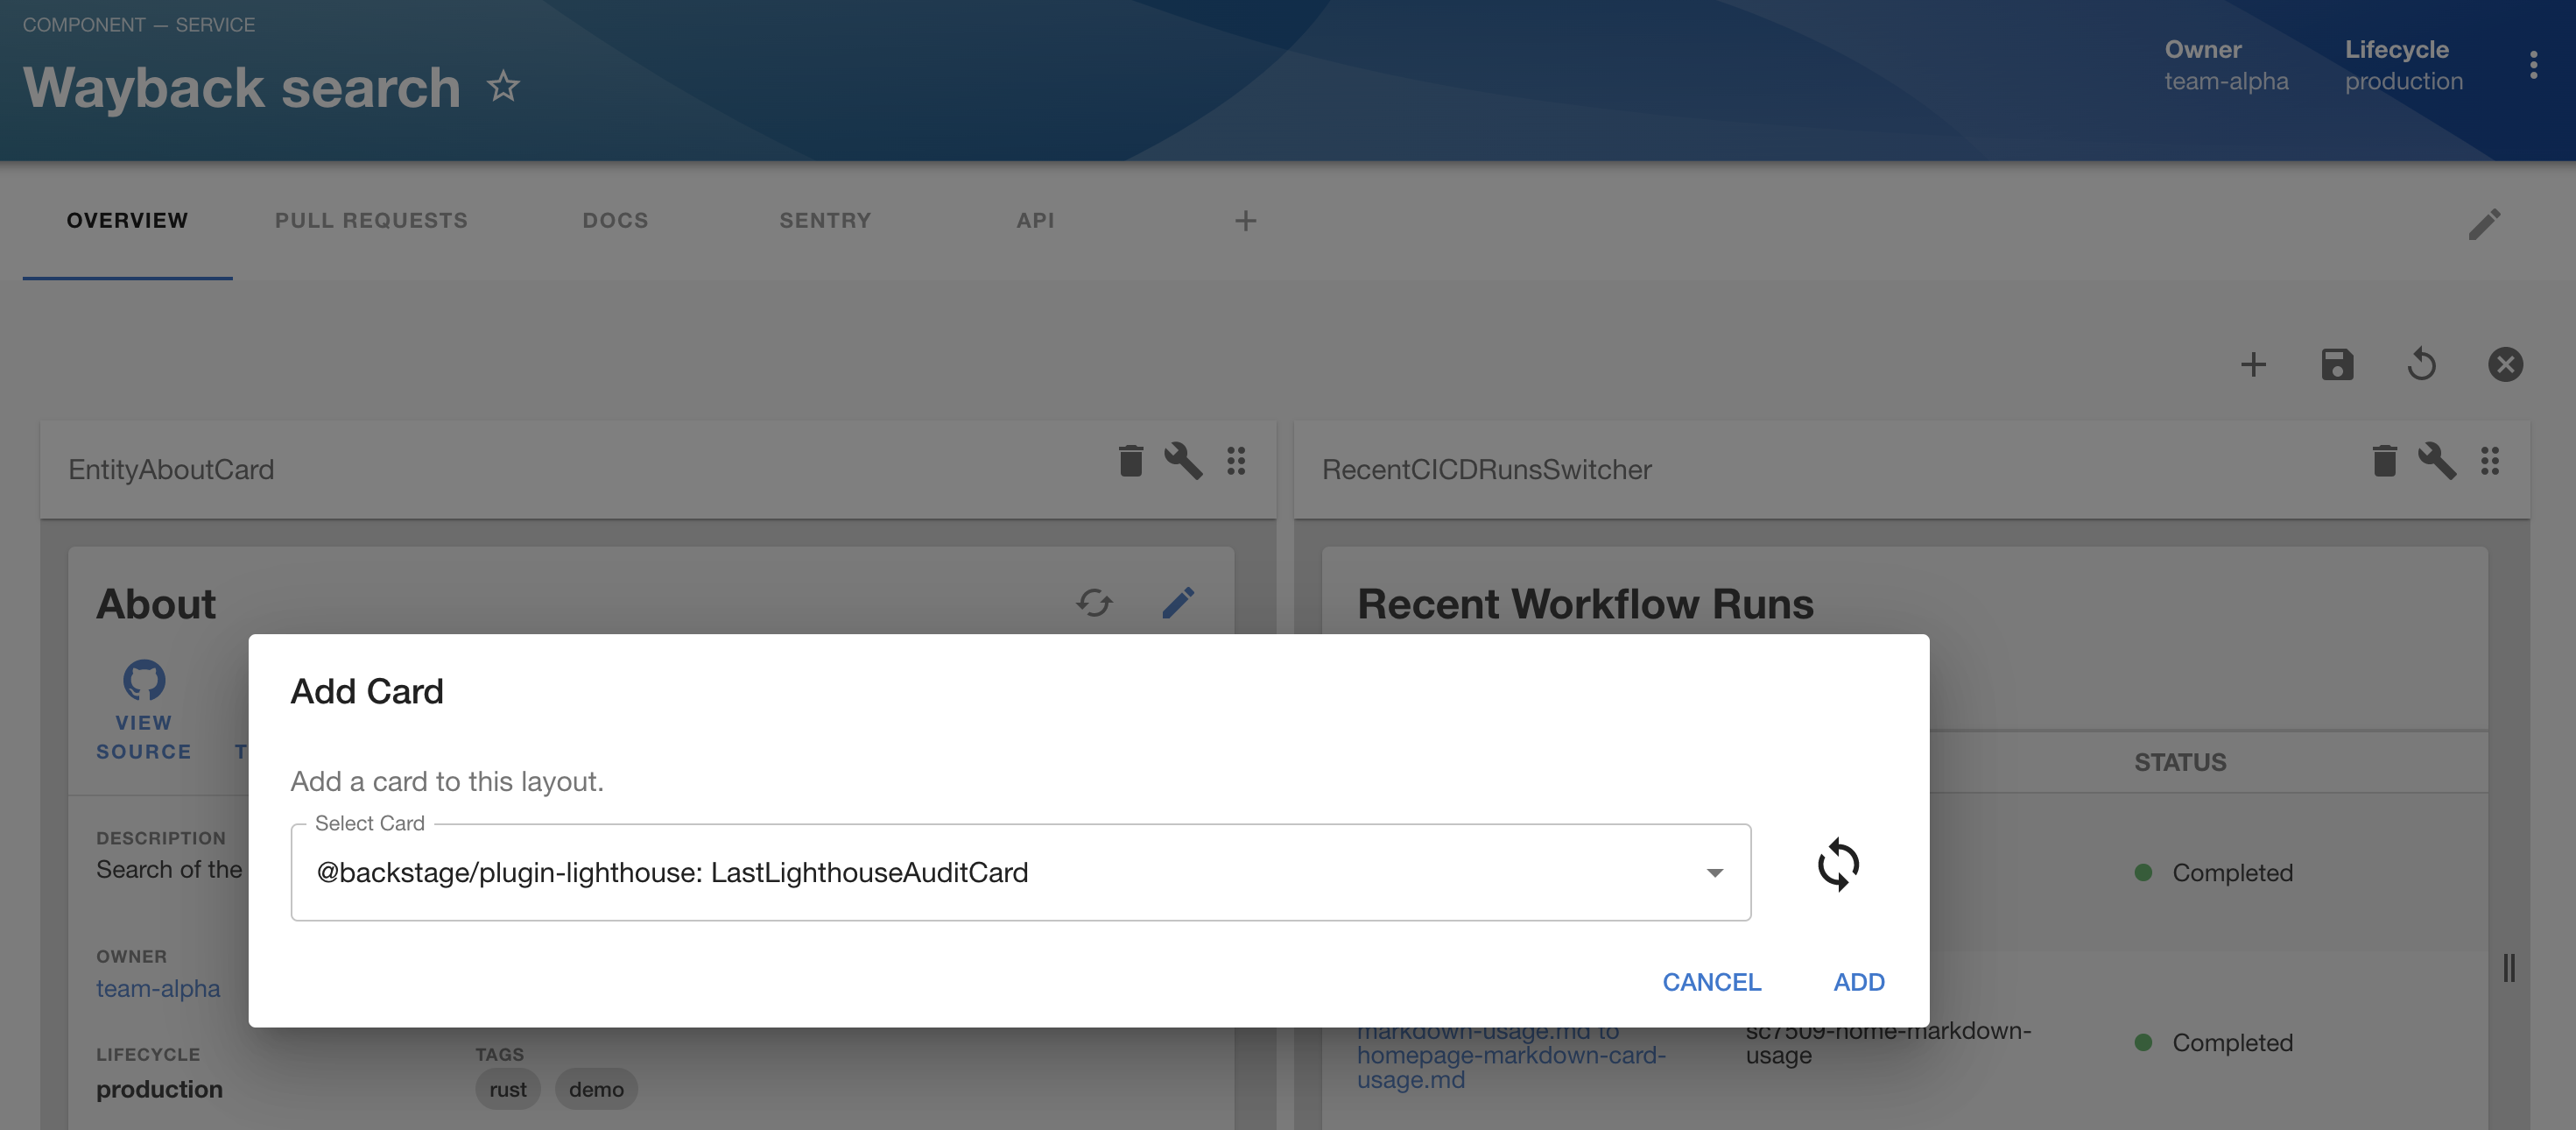 COMPONENT — SERVICE
Wayback search
Owner
team-alpha
Lifecycle
production
OVERVIEW
PULL REQUESTS
DOCS
SENTRY
API
EntityAboutCard
RecentCICDRunsSwitcher
About
Recent Workflow Runs
VIEW
SOURCE
T
Add Card
Add a card to this layout.
Select Card
@backstage/plugin-lighthouse: LastLighthouseAuditCard
CANCEL
ADD
STATUS
DESCRIPTION
Search of the
Completed
OWNER
team-alpha
markdown-usage.md to
homepage-markdown-card-
usage.md
sc7509-home-markdown-
usage
Completed
LIFECYCLE
production
TAGS
rust
demo